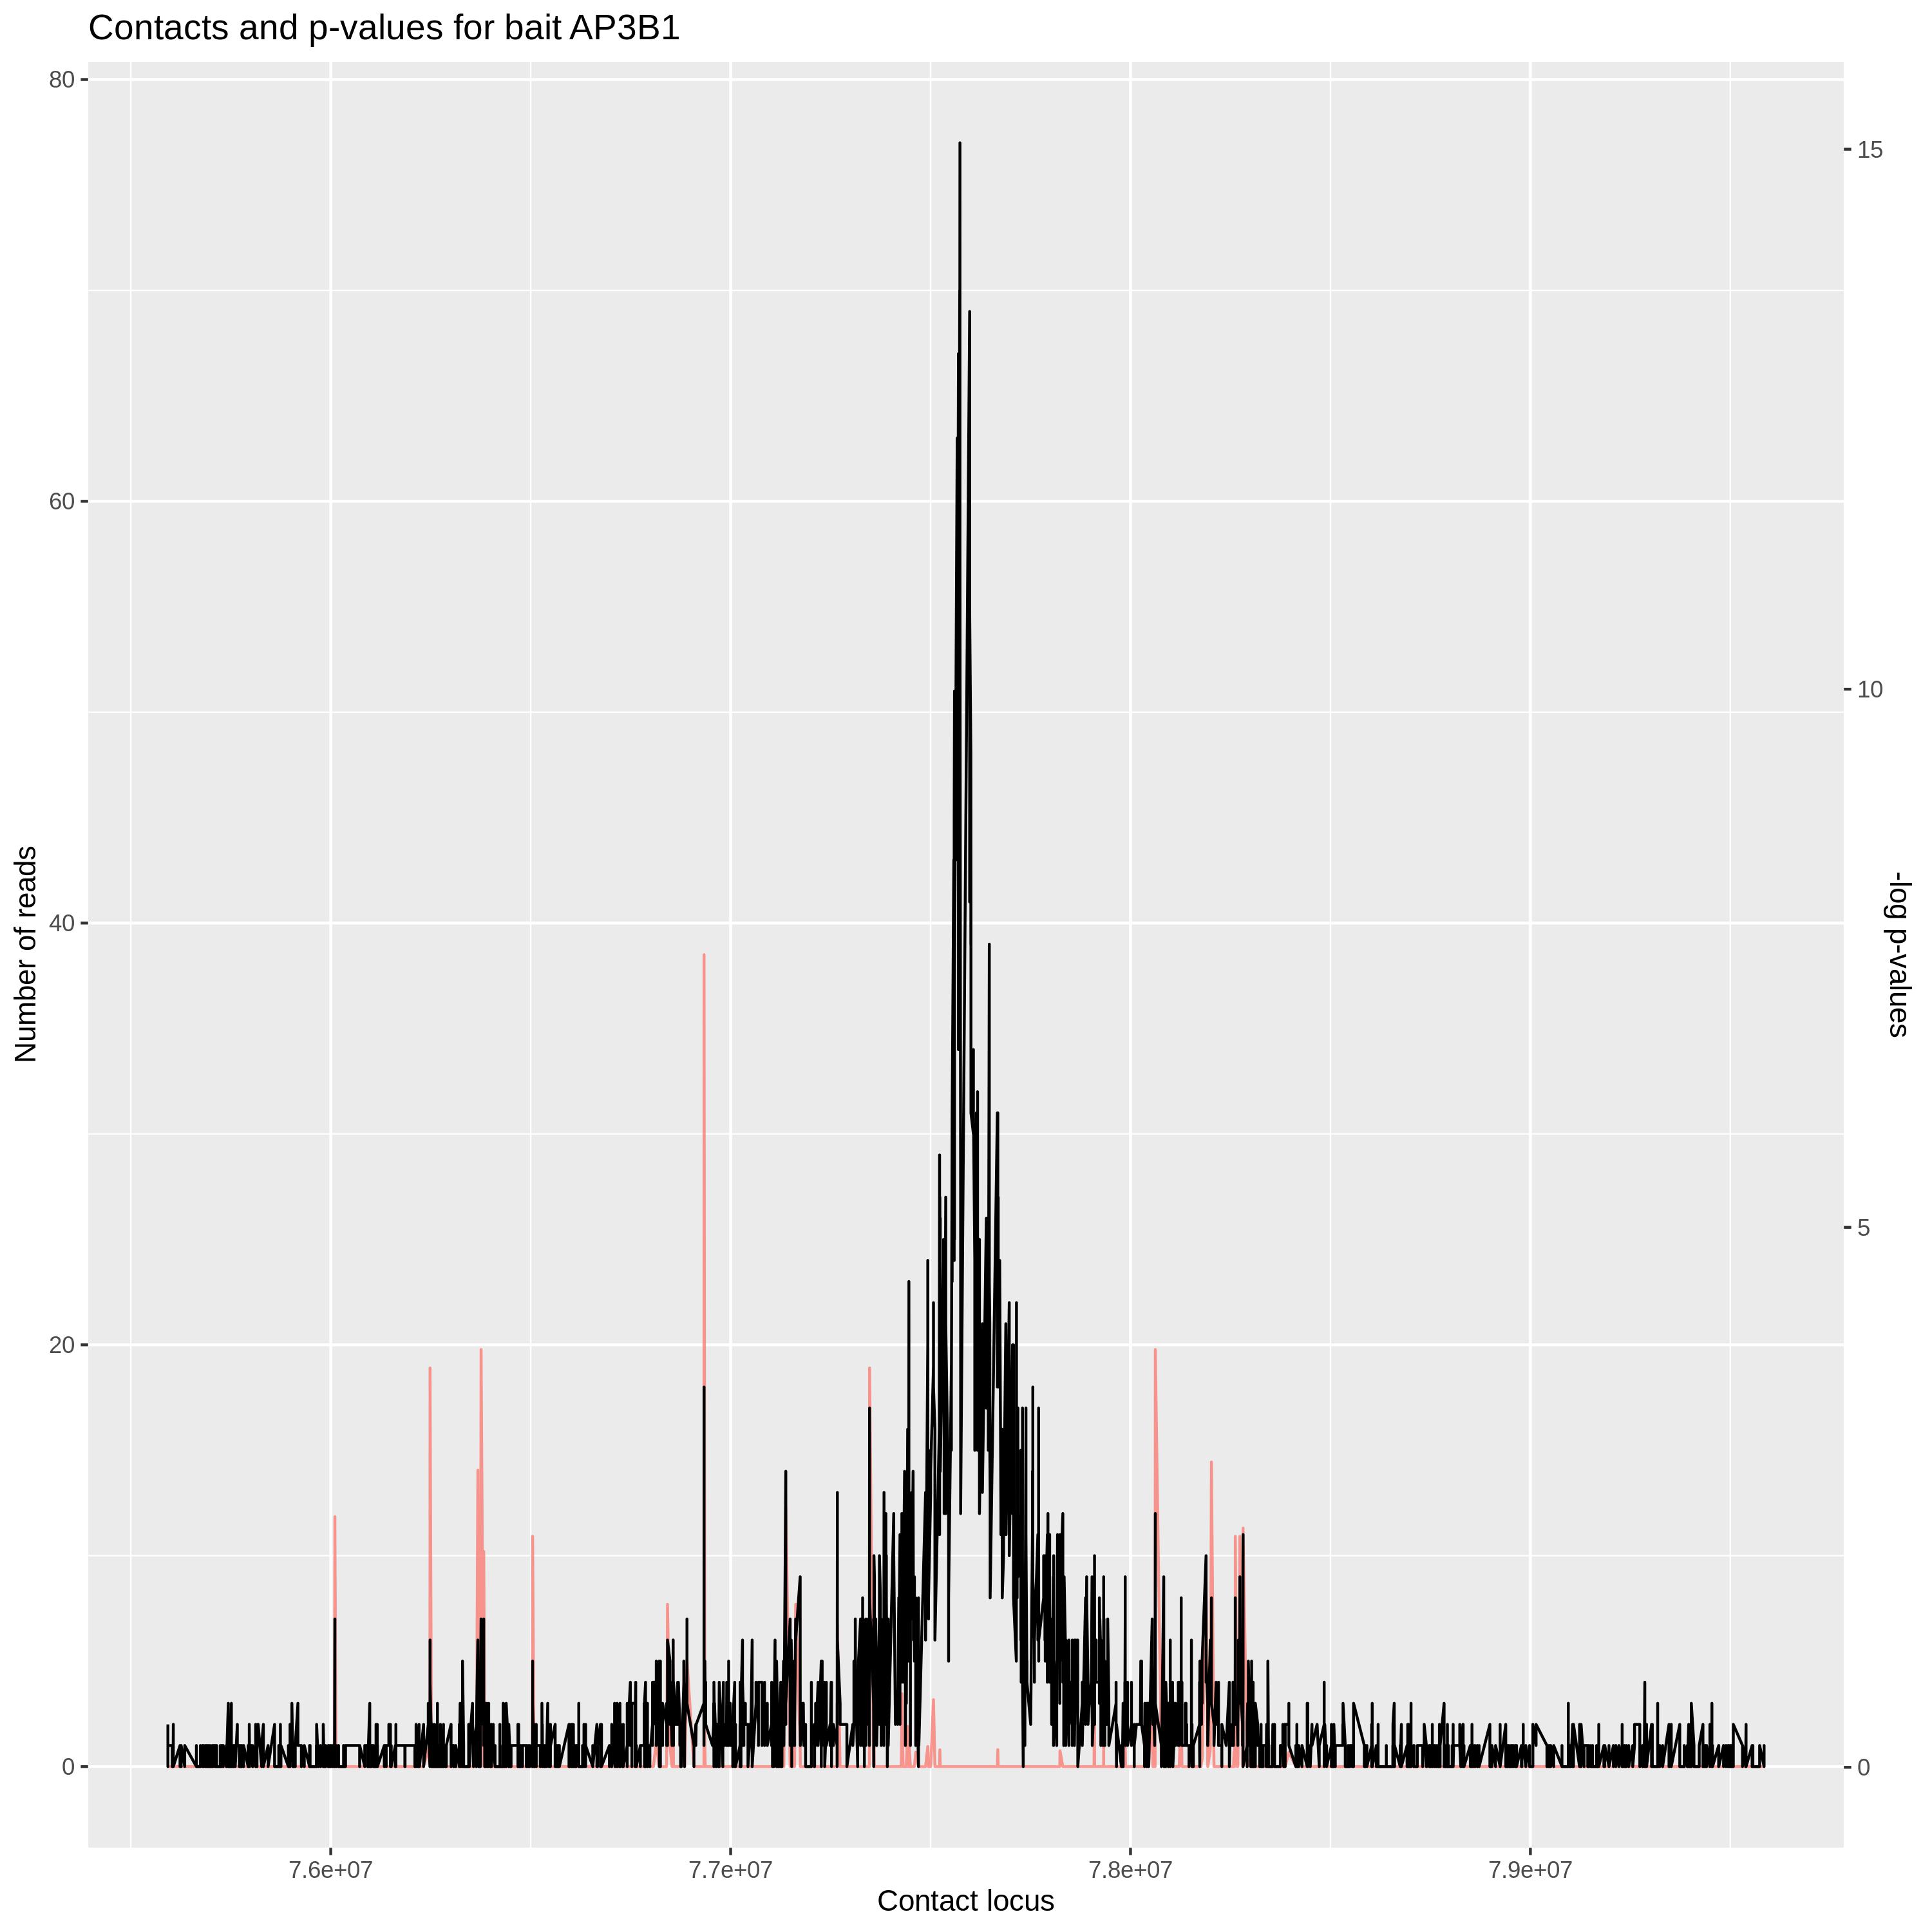 Contacts and p-values for bait AP3B1
80
60
40
20
0
15
10
5
0
Number of reads
-log p-values
7.6e+07 7.7e+07 7.8e+07 7.9e+07
Contact locus